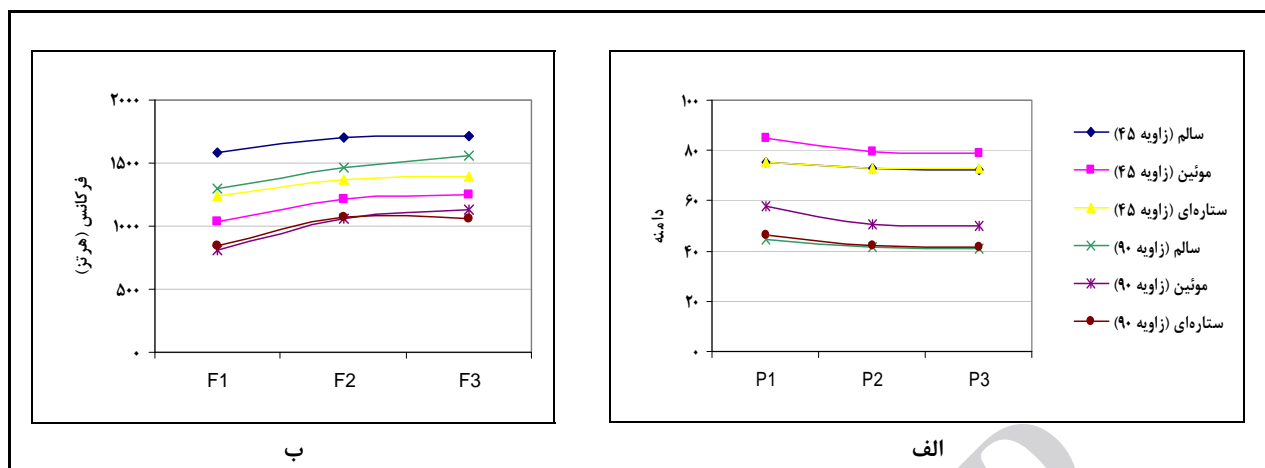 دامنه
۱۰۰
۸۰
۶۰
۴۰
۲۰
۰
P1 P2 P3
سالم (زاویه ۴۵)
موئین (زاویه ۴۵)
ستاره‌ای (زاویه ۴۵)
سالم (زاویه ۹۰)
موئین (زاویه ۹۰)
ستاره‌ای (زاویه ۹۰)
الف
فرکانس (هرتز)
۲۰۰۰
۱۵۰۰
۱۰۰۰
۵۰۰
۰
F1 F2 F3
ب